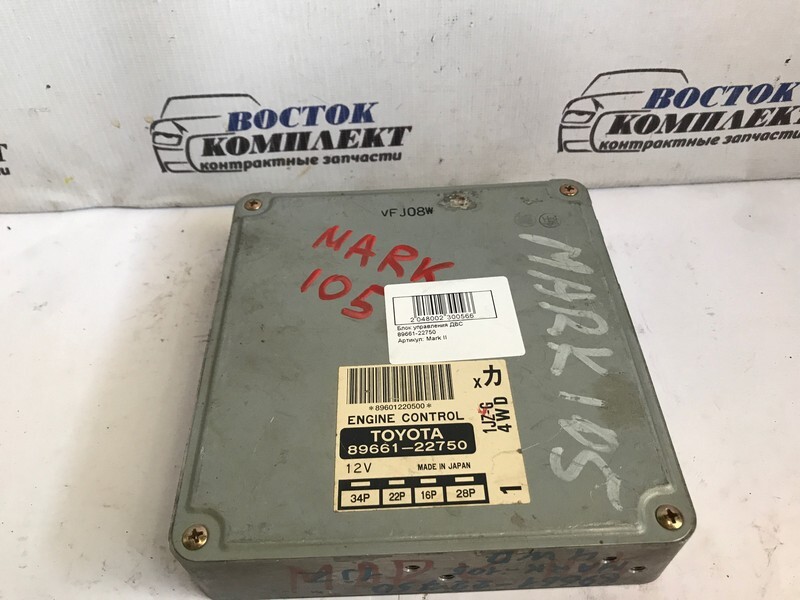 ВОСТОК
КОМПЛЕКТ
контрактные запчасти
ВОСТОК
КОМПЛЕКТ
контрактные запчасти
КТ
VFJ08W
MARK
105
MARK 105
2 048002 300566
Блок управления ДВС
89661-22750
Артикул: Mark II
*89601220500*
ENGINE CONTROL
TOYOTA
89661-22750
12V
MADE IN JAPAN
34P 22P 16P 28P
xカ
1JZ-G
4WD
1